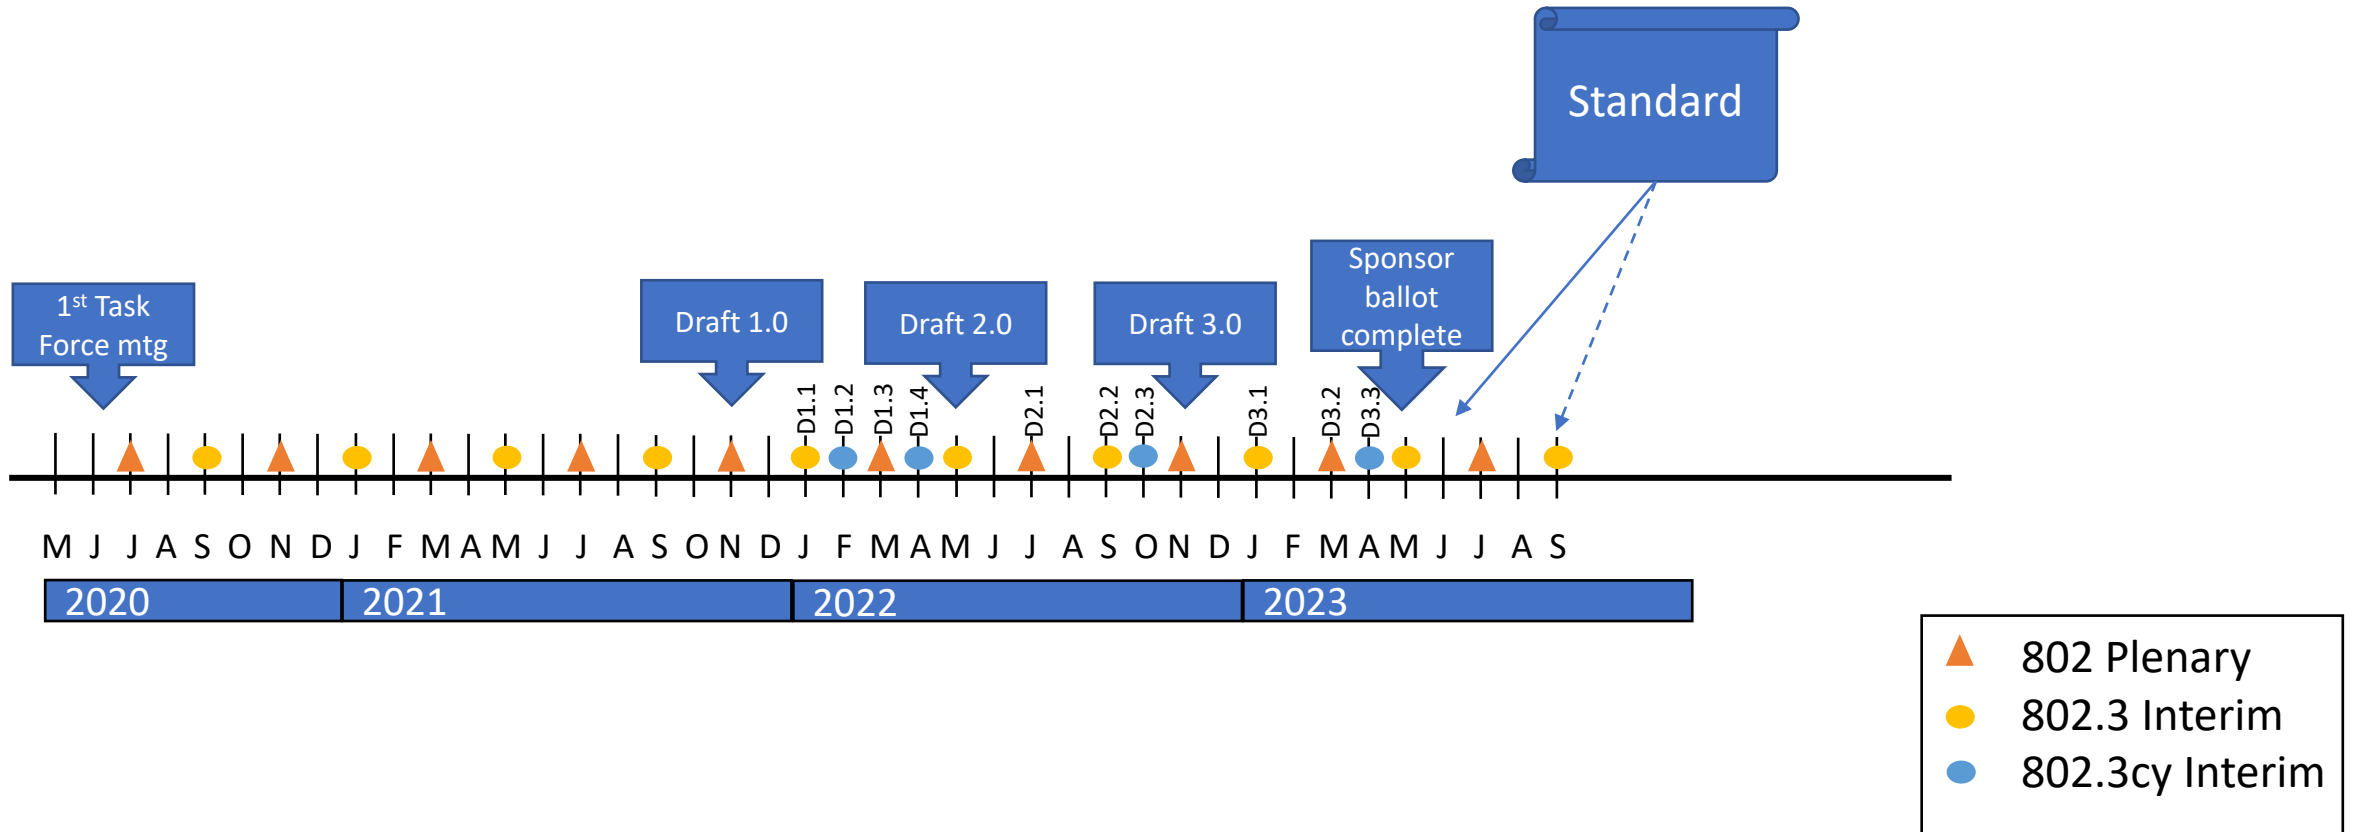 Standard
1st Task
Force mtg
Draft 1.0
Draft 2.0
Draft 3.0
Sponsor
ballot
complete
D1.1
D1.2
D1.3
D1.4
D2.1
D2.2
D2.3
D3.1
D3.2
D3.3
M J J A S O N D J F M A M J J A S O N D J F M A M J J A S O N D J F M A M J J A S
2020 2021 2022 2023
802 Plenary
802.3 Interim
802.3cy Interim